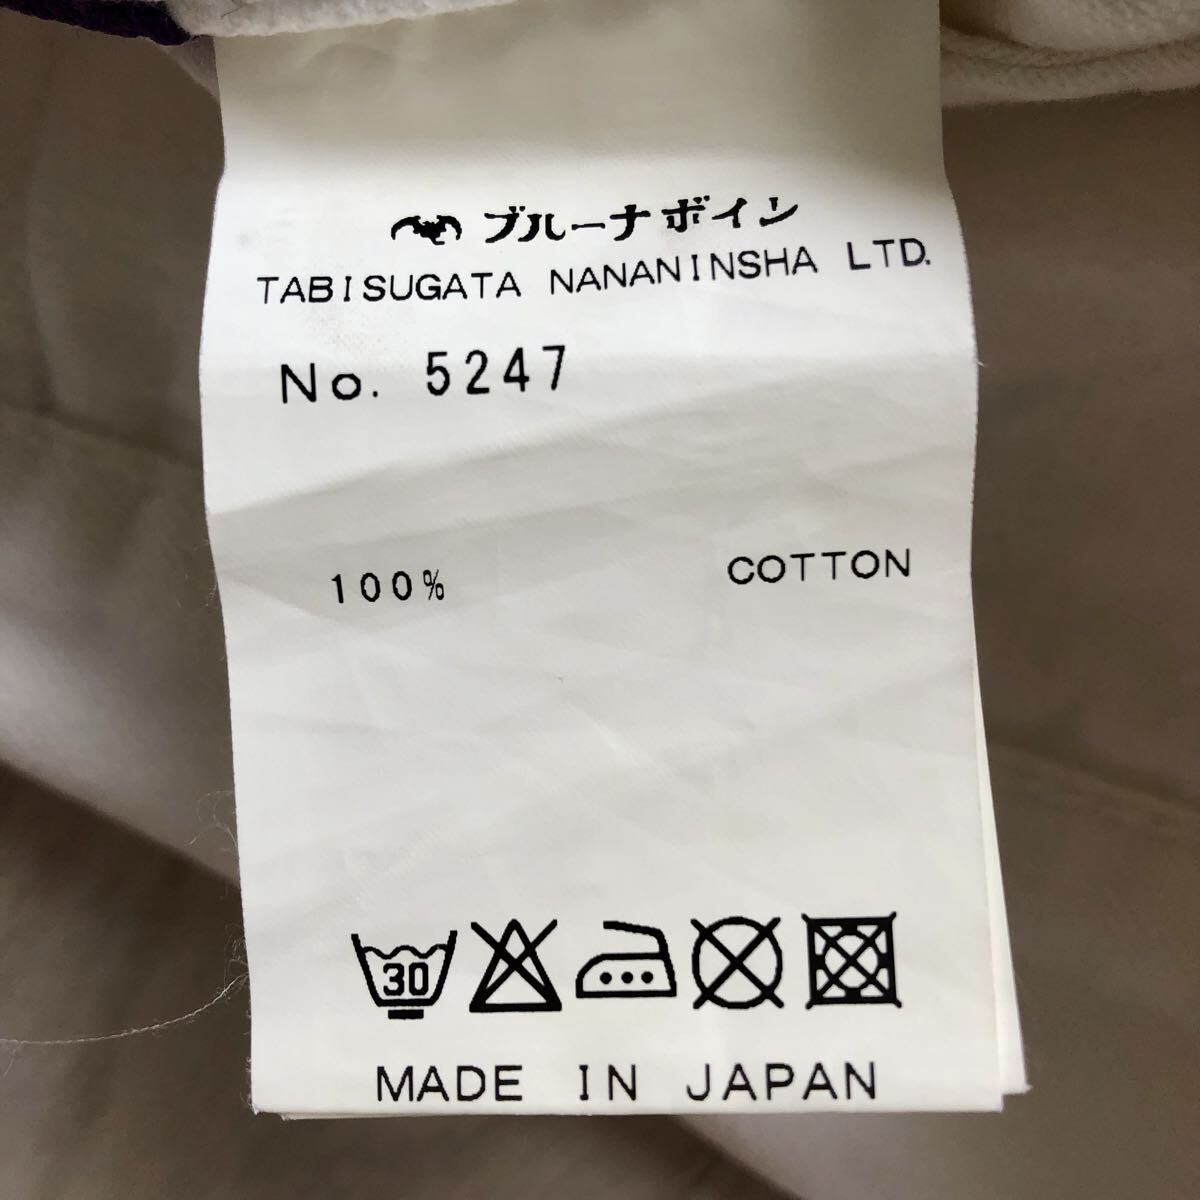 ブルーナボイン
TABISUGATA NANANINSHA LTD.
No. 5247
100% COTTON
30
MADE IN JAPAN